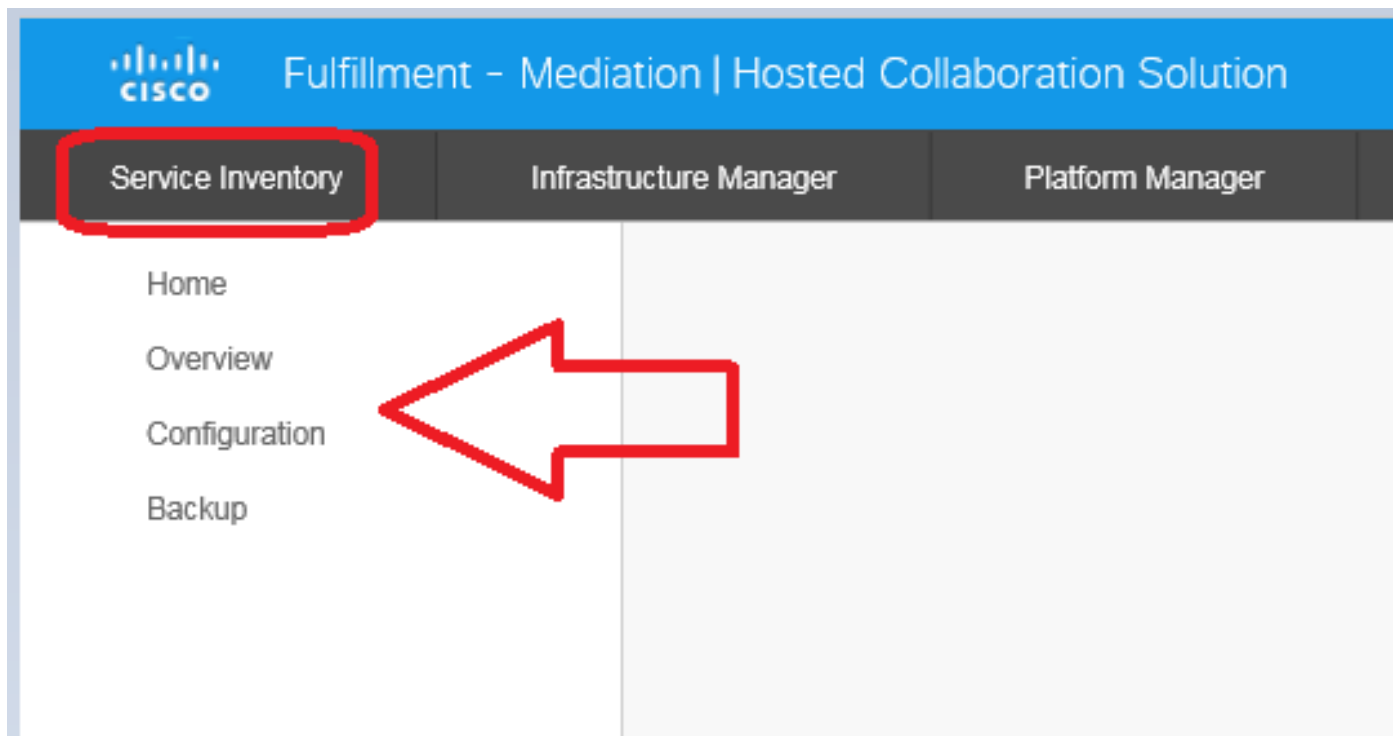 CISCO Fulfillment - Mediation | Hosted Collaboration Solution
Service Inventory Infrastructure Manager Platform Manager
Home
Overview
Configuration
Backup